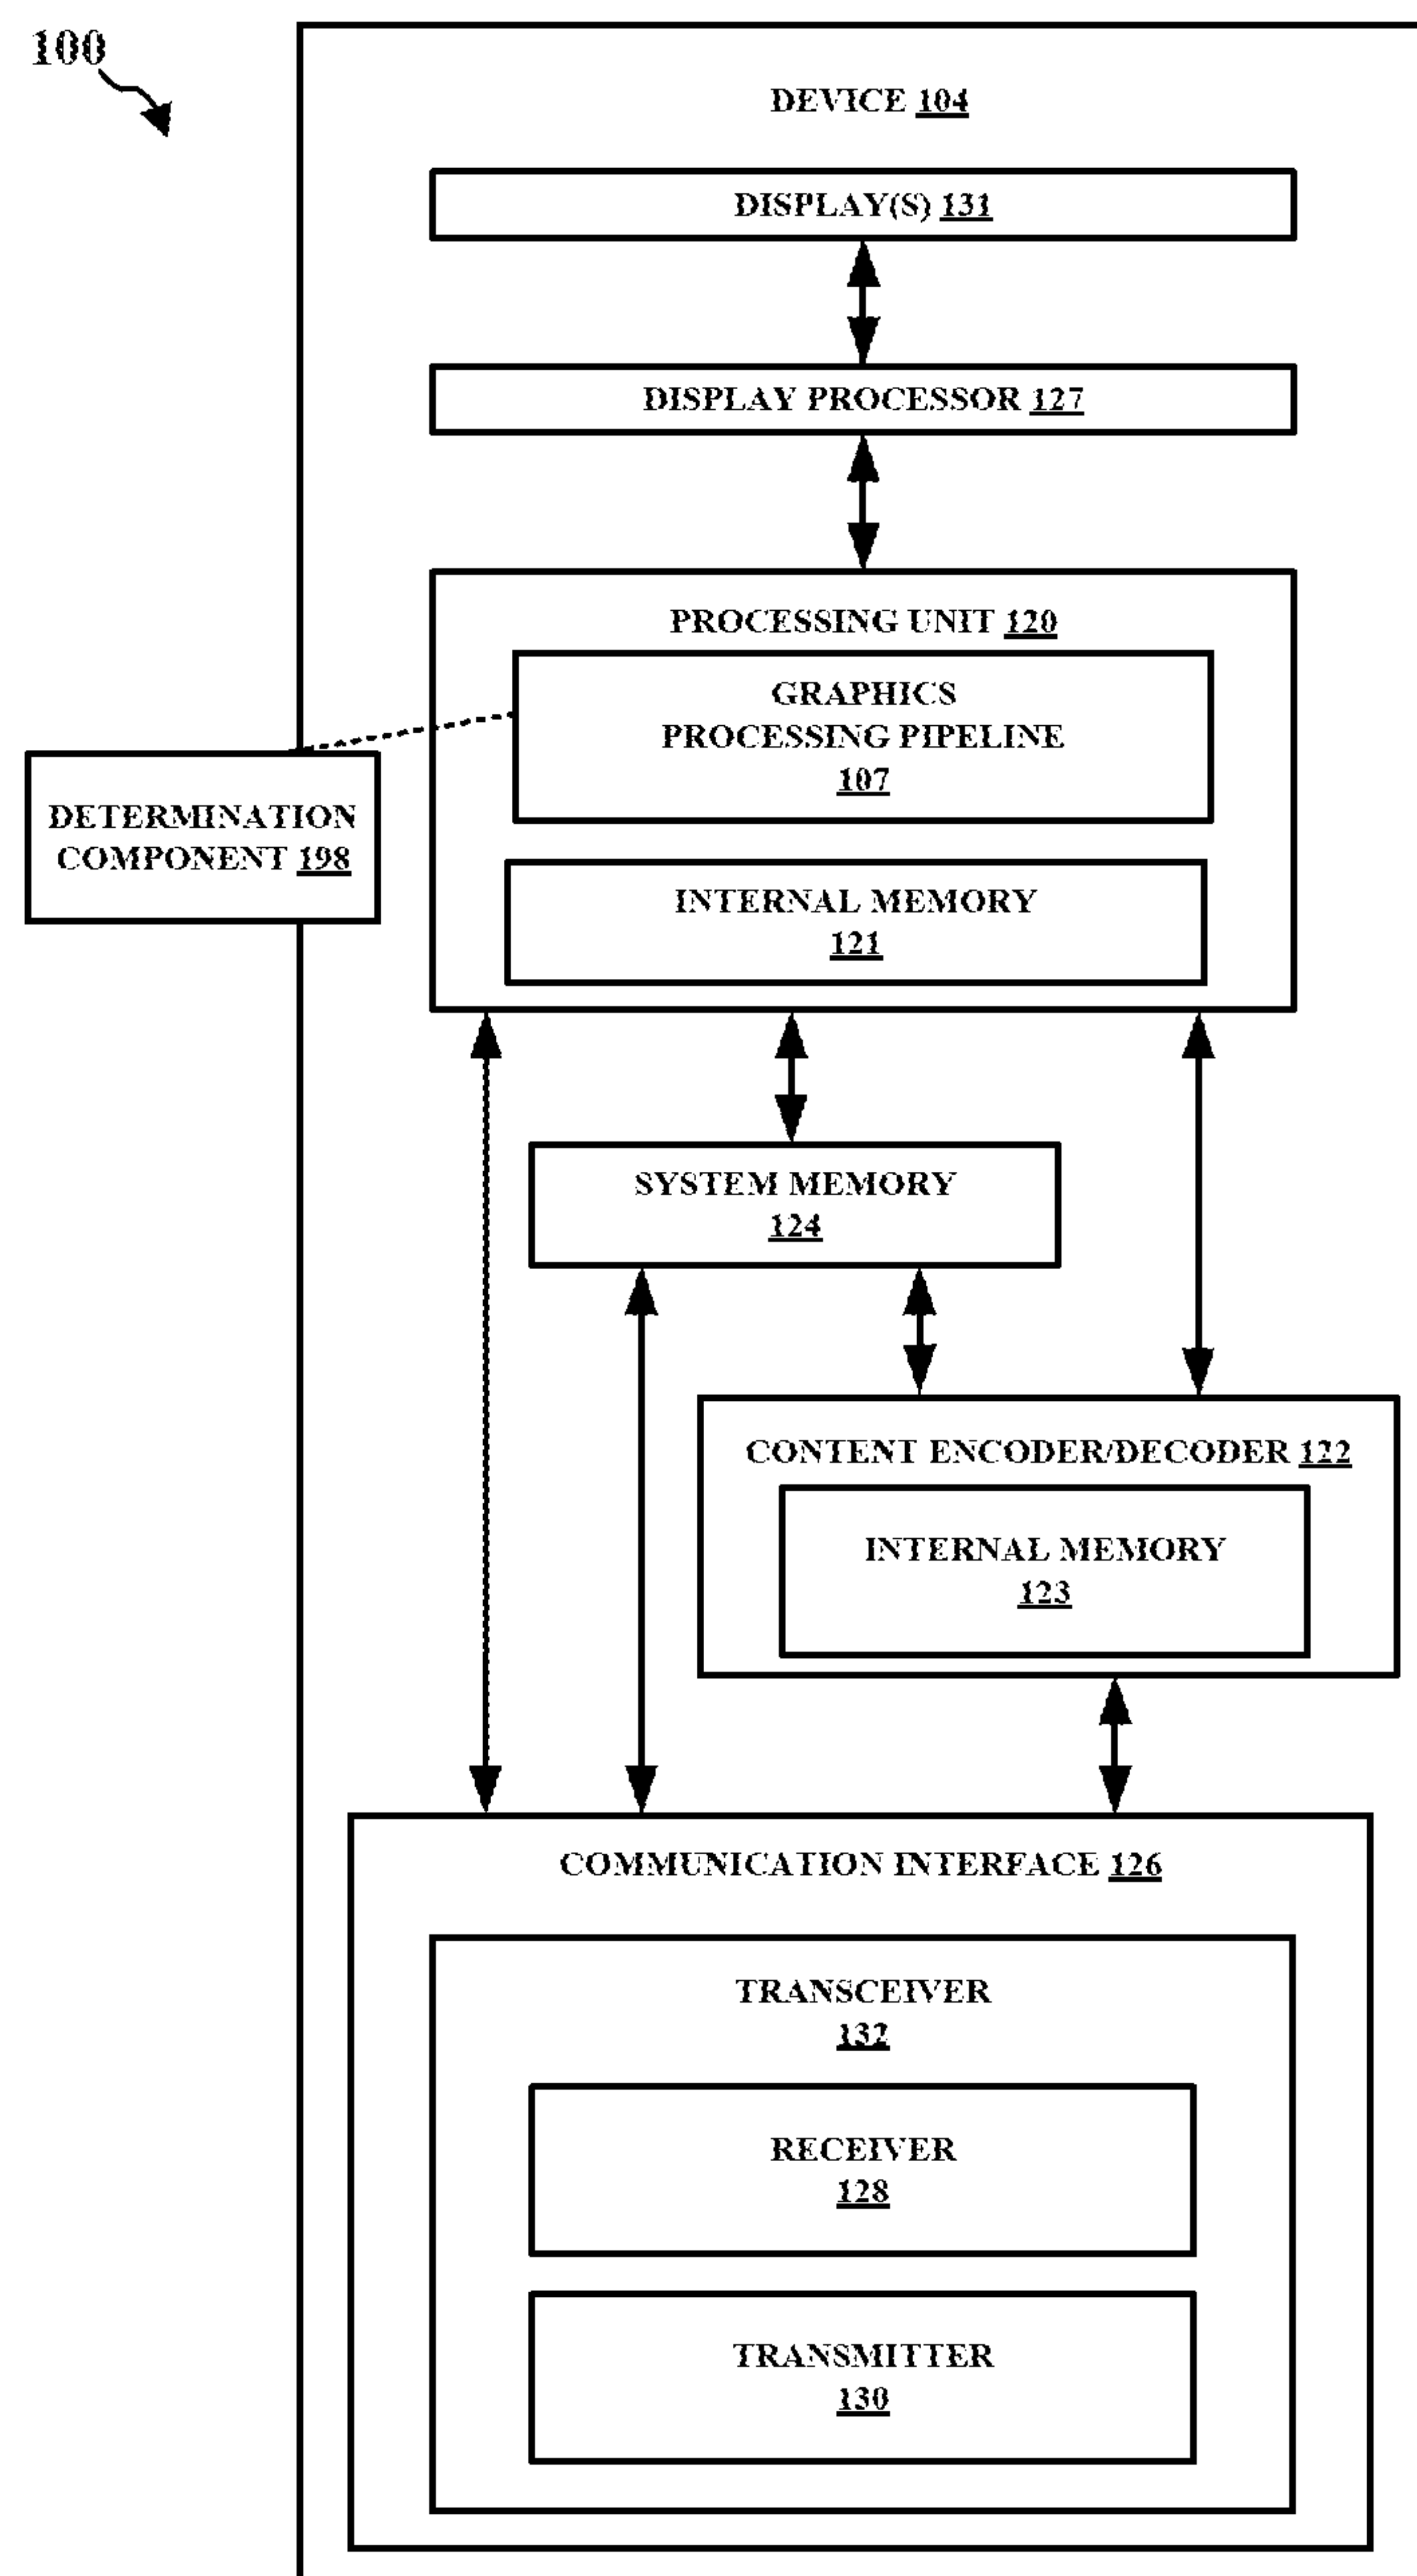 100
DEVICE 104
DISPLAY(S) 131
DISPLAY PROCESSOR 127
PROCESSING UNIT 120
GRAPHICS
PROCESSING PIPELINE
107
DETERMINATION
COMPONENT 198
INTERNAL MEMORY
121
SYSTEM MEMORY
124
CONTENT ENCODER/DECODER 122
INTERNAL MEMORY
123
COMMUNICATION INTERFACE 126
TRANSCEIVER
132
RECEIVER
128
TRANSMITTER
130